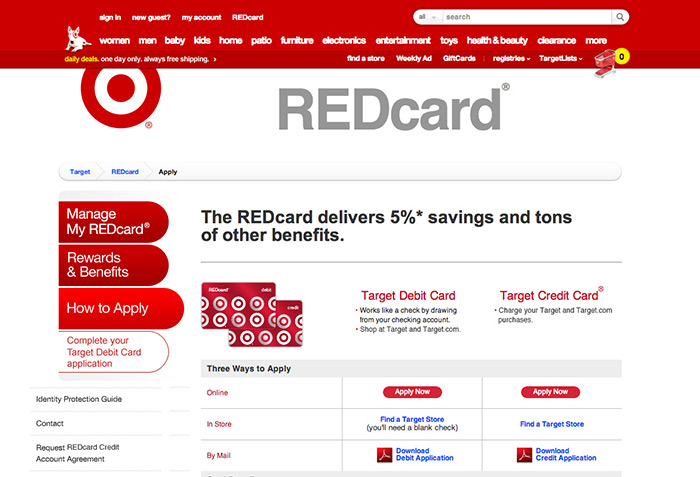 sign in new guest? my account REDcard
all search
women men baby kids home patio furniture electronics entertainment toys health & beauty clearance more
daily deals. one day only, always free shipping. ›
find a store Weekly Ad GiftCards registries TargetLists 0
®
REDcard®
Target REDcard Apply
Manage
My REDcard®
Rewards
& Benefits
How to Apply
Complete your
Target Debit Card
application
Identity Protection Guide
Contact
Request REDcard Credit
Account Agreement
The REDcard delivers 5%* savings and tons
of other benefits.
REDcard debit
credit
Target Debit Card
• Works like a check by drawing
from your checking account.
• Shop at Target and Target.com.
Target Credit Card®
• Charge your Target and Target.com
purchases.
Three Ways to Apply
Online Apply Now Apply Now
In Store Find a Target Store Find a Target Store
(you'll need a blank check)
By Mail Download Download
Debit Application Credit Application